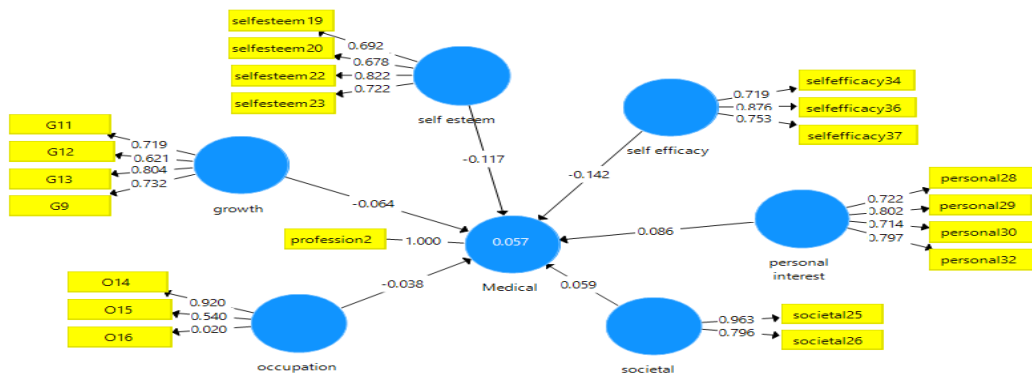 selfesteem19
selfesteem20
selfesteem22
selfesteem23
0.692
0.678
0.822
0.722
self esteem
selfefficacy34
selfefficacy36
selfefficacy37
0.719
0.876
0.753
self efficacy
G11
G12
G13
G9
0.719
0.621
0.804
0.732
growth
-0.117
-0.142
-0.064
personal28
personal29
personal30
personal32
0.722
0.802
0.714
0.797
personal
interest
0.086
profession2
1.000
0.057
Medical
-0.038
0.059
O14
O15
O16
0.920
0.540
0.020
occupation
societal25
societal26
0.963
0.796
societal